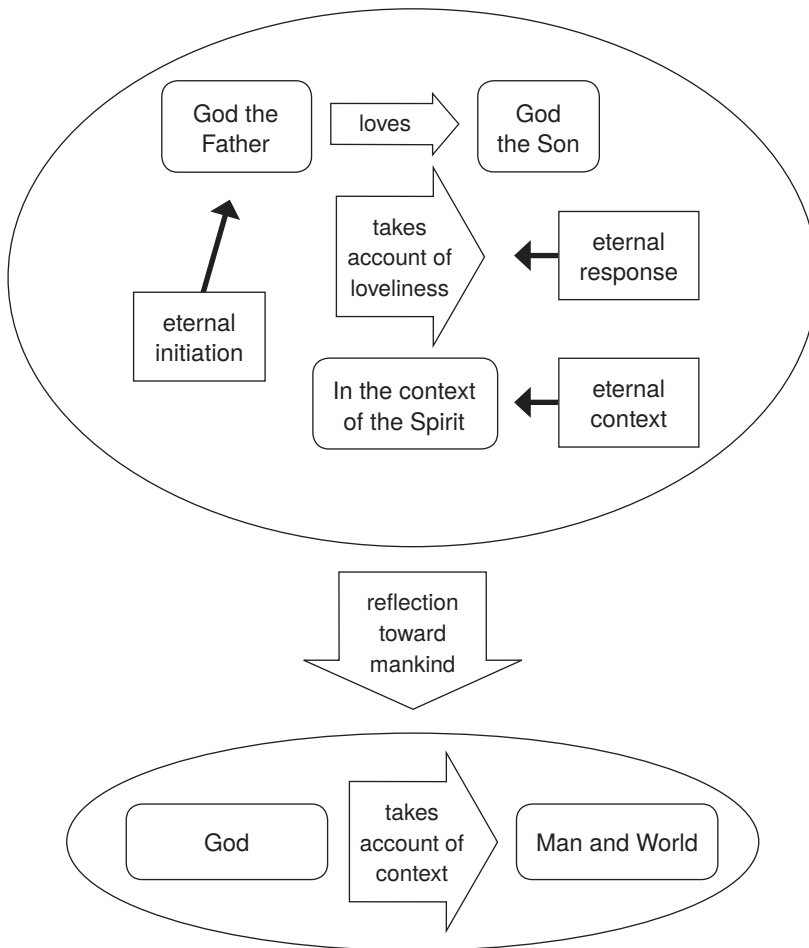 God the
Father
loves
God
the Son
takes
account of
loveliness
eternal
response
eternal
initiation
In the context
of the Spirit
eternal
context
reflection
toward
mankind
God
takes
account of
context
Man and World